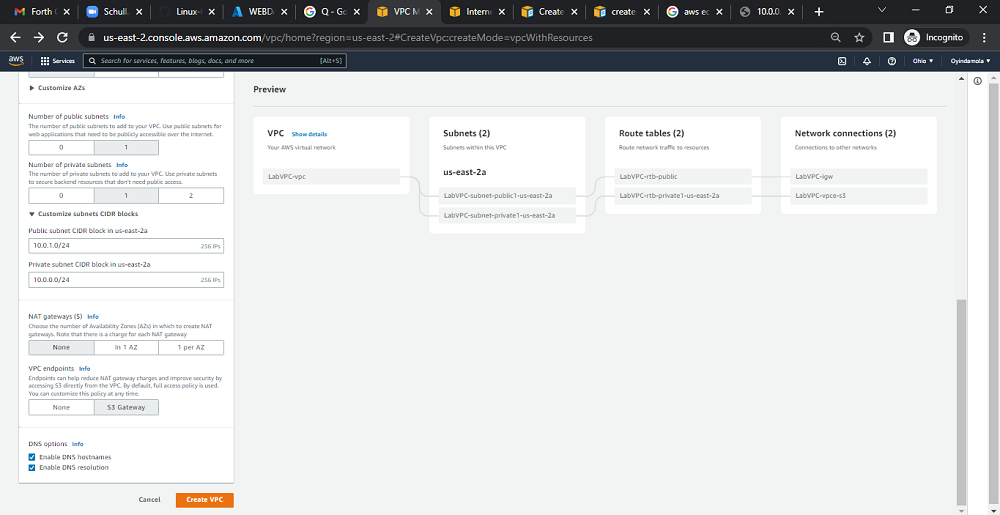 Forth
Schull
Linux-
WEBD
Q - Go
VPC M
Intern
Create
create
aws ec
10.0.0.
us-east-2.console.aws.amazon.com/vpc/home?region=us-east-2#CreateVpc:createMode=vpcWithResources
Incognito
aws
Services
Search for services, features, blogs, docs, and more
[Alt+S]
Ohio
Oyindamola
Customize AZs
Number of public subnets Info
The number of public subnets to add to your VPC. Use public subnets for
web applications that need to be publicly accessible over the internet.
0
1
Number of private subnets Info
The number of private subnets to add to your VPC. Use private subnets
to secure backend resources that don't need public access.
0
1
2
Customize subnets CIDR blocks
Public subnet CIDR block in us-east-2a
10.0.1.0/24
256 IPs
Private subnet CIDR block in us-east-2a
10.0.0.0/24
256 IPs
NAT gateways ($) Info
Choose the number of Availability Zones (AZs) in which to create NAT
gateways. Note that there is a charge for each NAT gateway
None
In 1 AZ
1 per AZ
VPC endpoints Info
Endpoints can help reduce NAT gateway charges and improve security by
accessing S3 directly from the VPC. By default, full access policy is used.
You can customize this policy at any time.
None
S3 Gateway
DNS options Info
Enable DNS hostnames
Enable DNS resolution
Cancel
Create VPC
Preview
VPC Show details
Your AWS virtual network
LabVPC-vpc
Subnets (2)
Subnets within this VPC
us-east-2a
LabVPC-subnet-public1-us-east-2a
LabVPC-subnet-private1-us-east-2a
Route tables (2)
Route network traffic to resources
LabVPC-rtb-public
LabVPC-rtb-private1-us-east-2a
Network connections (2)
Connections to other networks
LabVPC-igw
LabVPC-vpce-s3